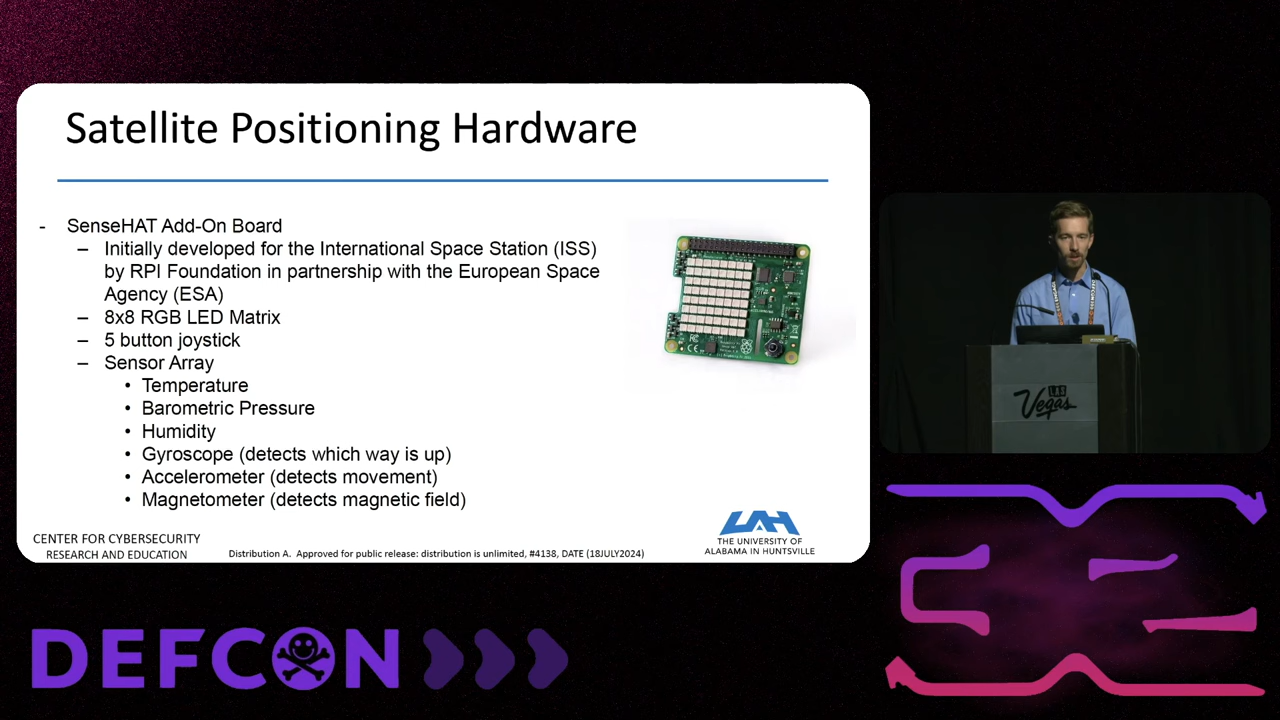 Satellite Positioning Hardware
- SenseHAT Add-On Board
– Initially developed for the International Space Station (ISS)
by RPI Foundation in partnership with the European Space
Agency (ESA)
– 8x8 RGB LED Matrix
– 5 button joystick
– Sensor Array
• Temperature
• Barometric Pressure
• Humidity
• Gyroscope (detects which way is up)
• Accelerometer (detects movement)
• Magnetometer (detects magnetic field)
CENTER FOR CYBERSECURITY
RESEARCH AND EDUCATION
Distribution A. Approved for public release: distribution is unlimited, #4138, DATE (18JULY2024)
UAH
THE UNIVERSITY OF
ALABAMA IN HUNTSVILLE
LAS
Vegas
DEFCON